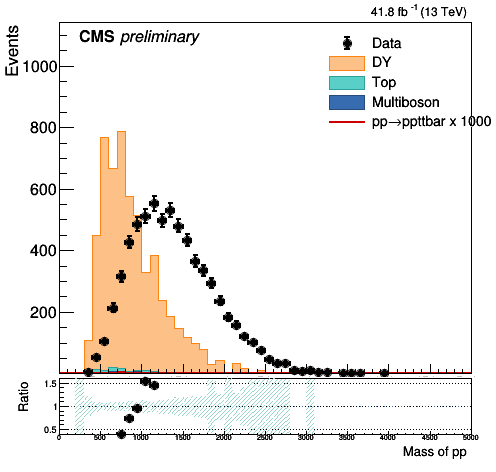 41.8 fb⁻¹ (13 TeV)
CMS preliminary
Events
1000
800
600
400
200
Data
DY
Top
Multiboson
pp→ppttbar x 1000
Ratio
1.5
1
0.5
0 500 1000 1500 2000 2500 3000 3500 4000 4500 5000
Mass of pp